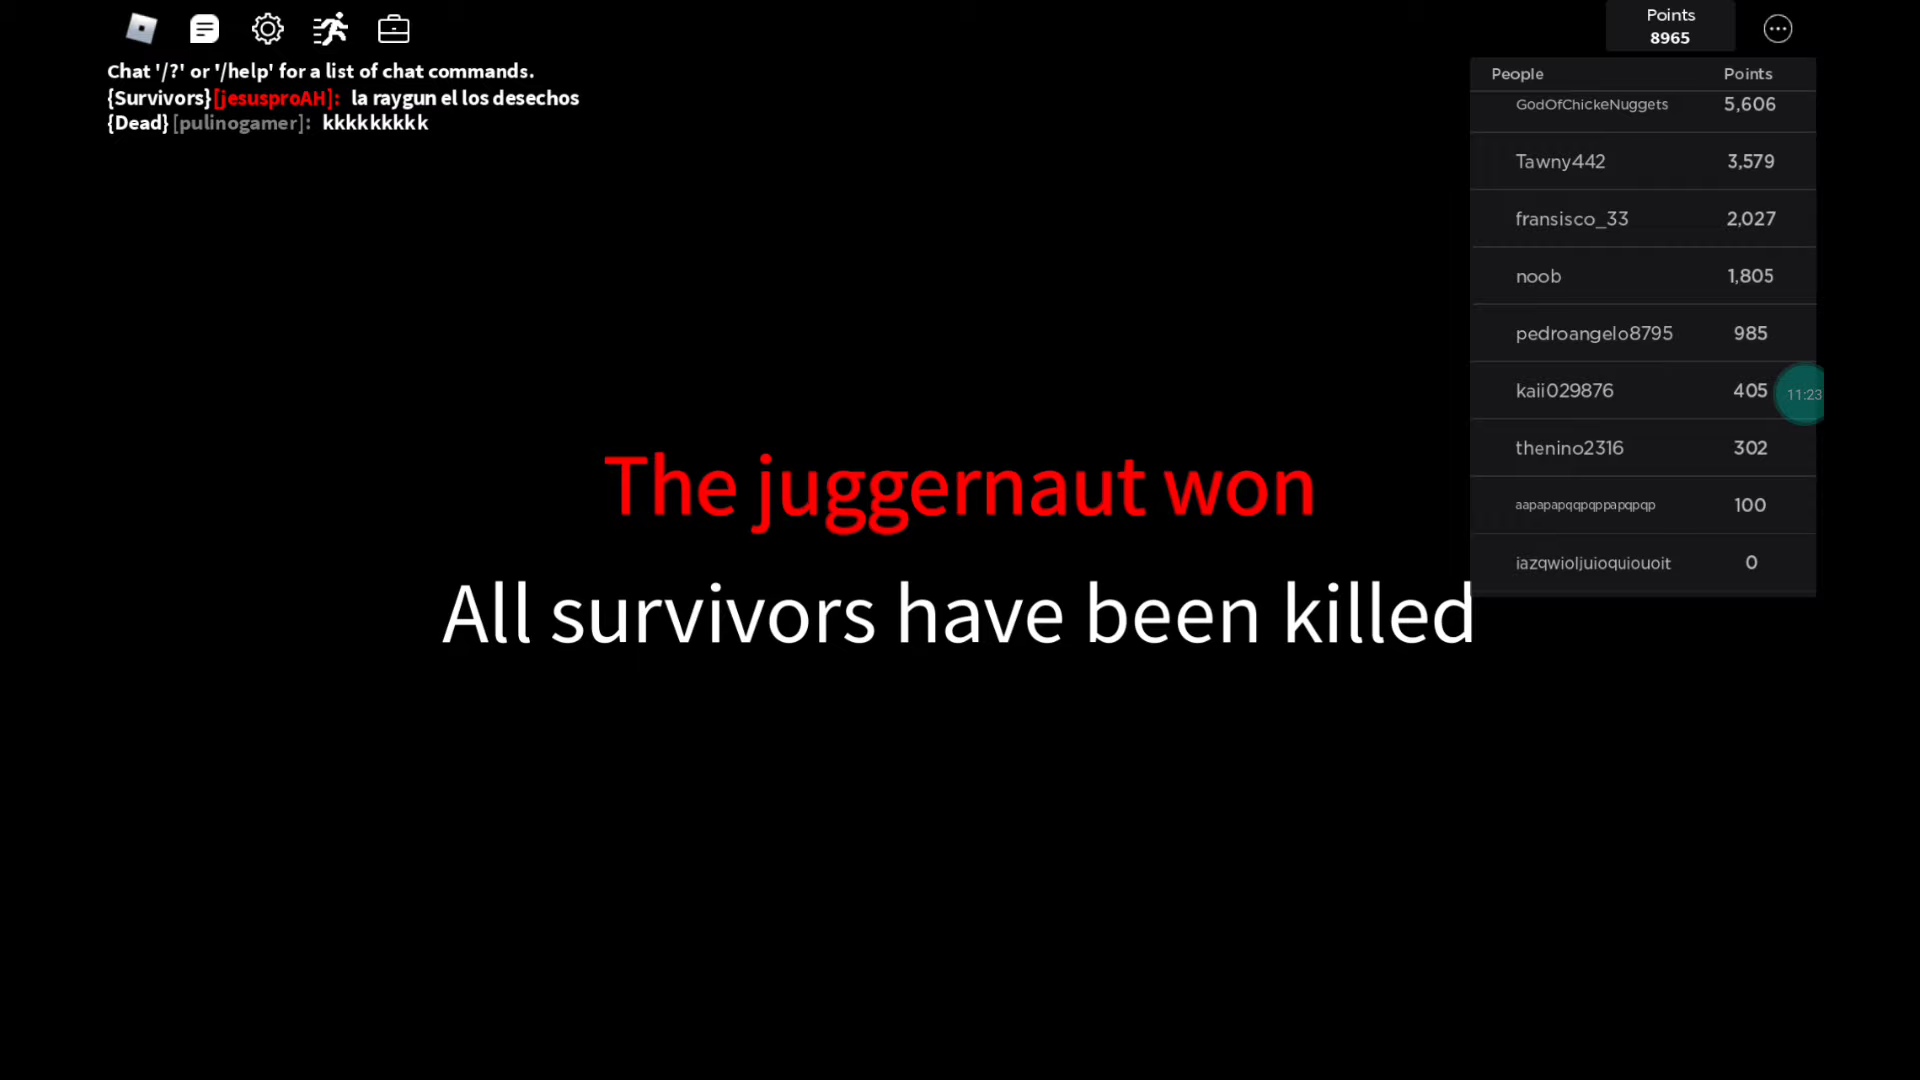 Points
8965
Chat '/?' or '/help' for a list of chat commands.
{Survivors}[jesusproAH]: la raygun el los desechos
{Dead}[pulinogamer]: kkkkkkkkk
People Points
GodOfChickeNuggets 5,606
Tawny442 3,579
fransisco_33 2,027
noob 1,805
pedroangelo8795 985
kaii029876 405
11:23
thenino2316 302
aapapapqqpqppapqpqp 100
iazqwioljuioquiouoit 0
The juggernaut won
All survivors have been killed